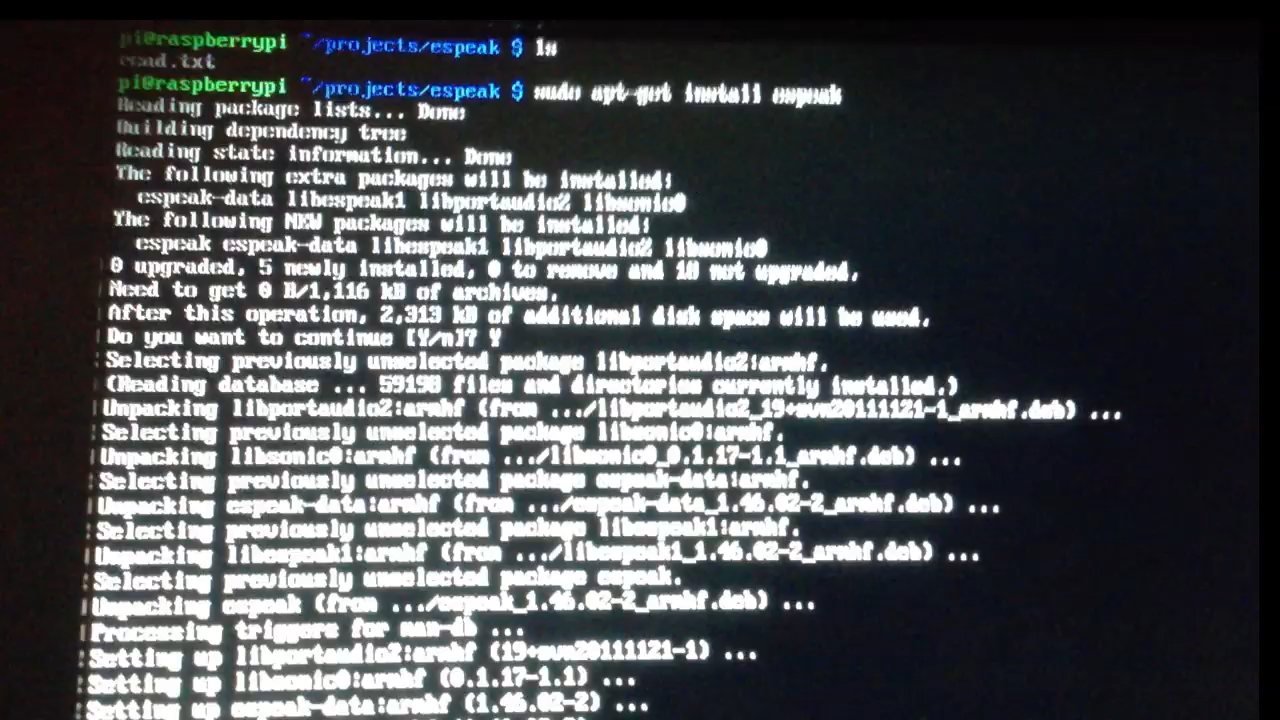 pi@raspberrypi ~/projects/espeak $ ls
read.txt
pi@raspberrypi ~/projects/espeak $ sudo apt-get install espeak
Reading package lists... Done
Building dependency tree
Reading state information... Done
The following extra packages will be installed:
espeak-data libespeak1 libportaudio2 libsonic0
The following NEW packages will be installed:
espeak espeak-data libespeak1 libportaudio2 libsonic0
0 upgraded, 5 newly installed, 0 to remove and 10 not upgraded.
Need to get 0 B/1,116 kB of archives.
After this operation, 2,313 kB of additional disk space will be used.
Do you want to continue [Y/n]? Y
Selecting previously unselected package libportaudio2:armhf.
(Reading database ... 59198 files and directories currently installed.)
Unpacking libportaudio2:armhf (from .../libportaudio2_19+svn20111121-1_armhf.deb) ...
Selecting previously unselected package libsonic0:armhf.
Unpacking libsonic0:armhf (from .../libsonic0_0.1.17-1.1_armhf.deb) ...
Selecting previously unselected package espeak-data:armhf.
Unpacking espeak-data:armhf (from .../espeak-data_1.46.02-2_armhf.deb) ...
Selecting previously unselected package libespeak1:armhf.
Unpacking libespeak1:armhf (from .../libespeak1_1.46.02-2_armhf.deb) ...
Selecting previously unselected package espeak.
Unpacking espeak (from .../espeak_1.46.02-2_armhf.deb) ...
Processing triggers for man-db ...
Setting up libportaudio2:armhf (19+svn20111121-1) ...
Setting up libsonic0:armhf (0.1.17-1.1) ...
Setting up espeak-data:armhf (1.46.02-2) ...